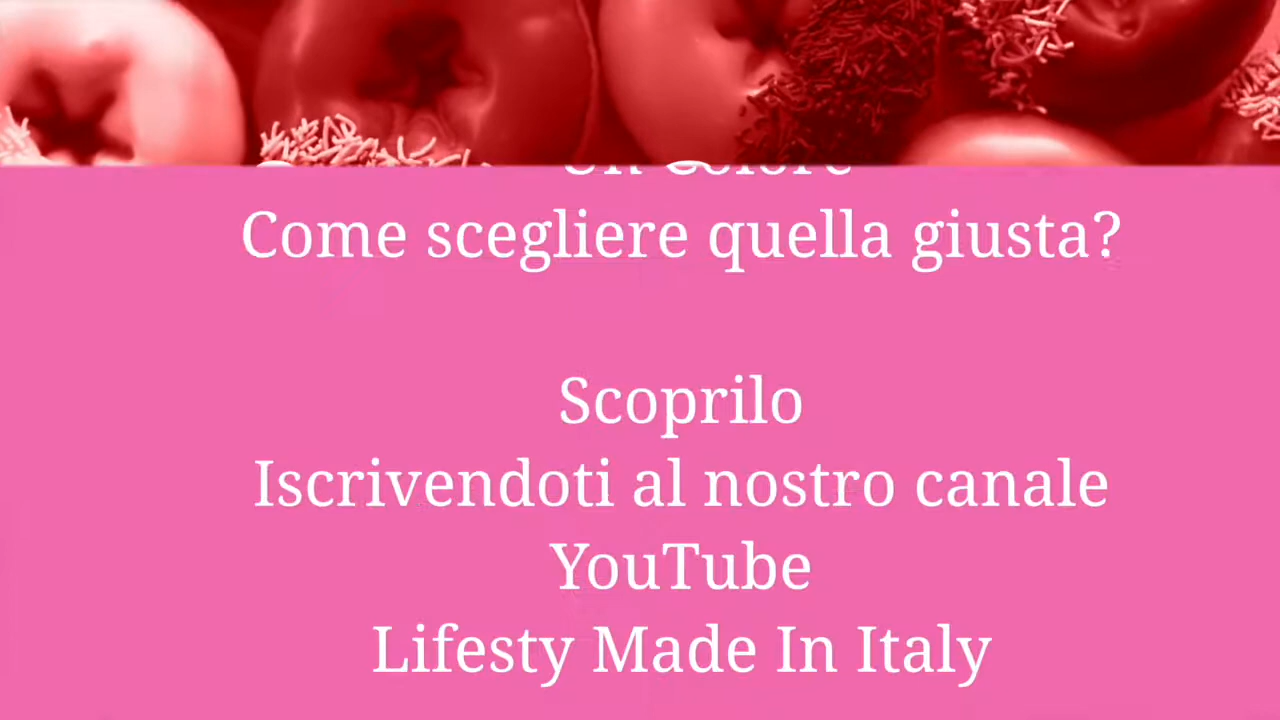 Come scegliere quella giusta?
Scoprilo
Iscrivendoti al nostro canale
YouTube
Lifesty Made In Italy